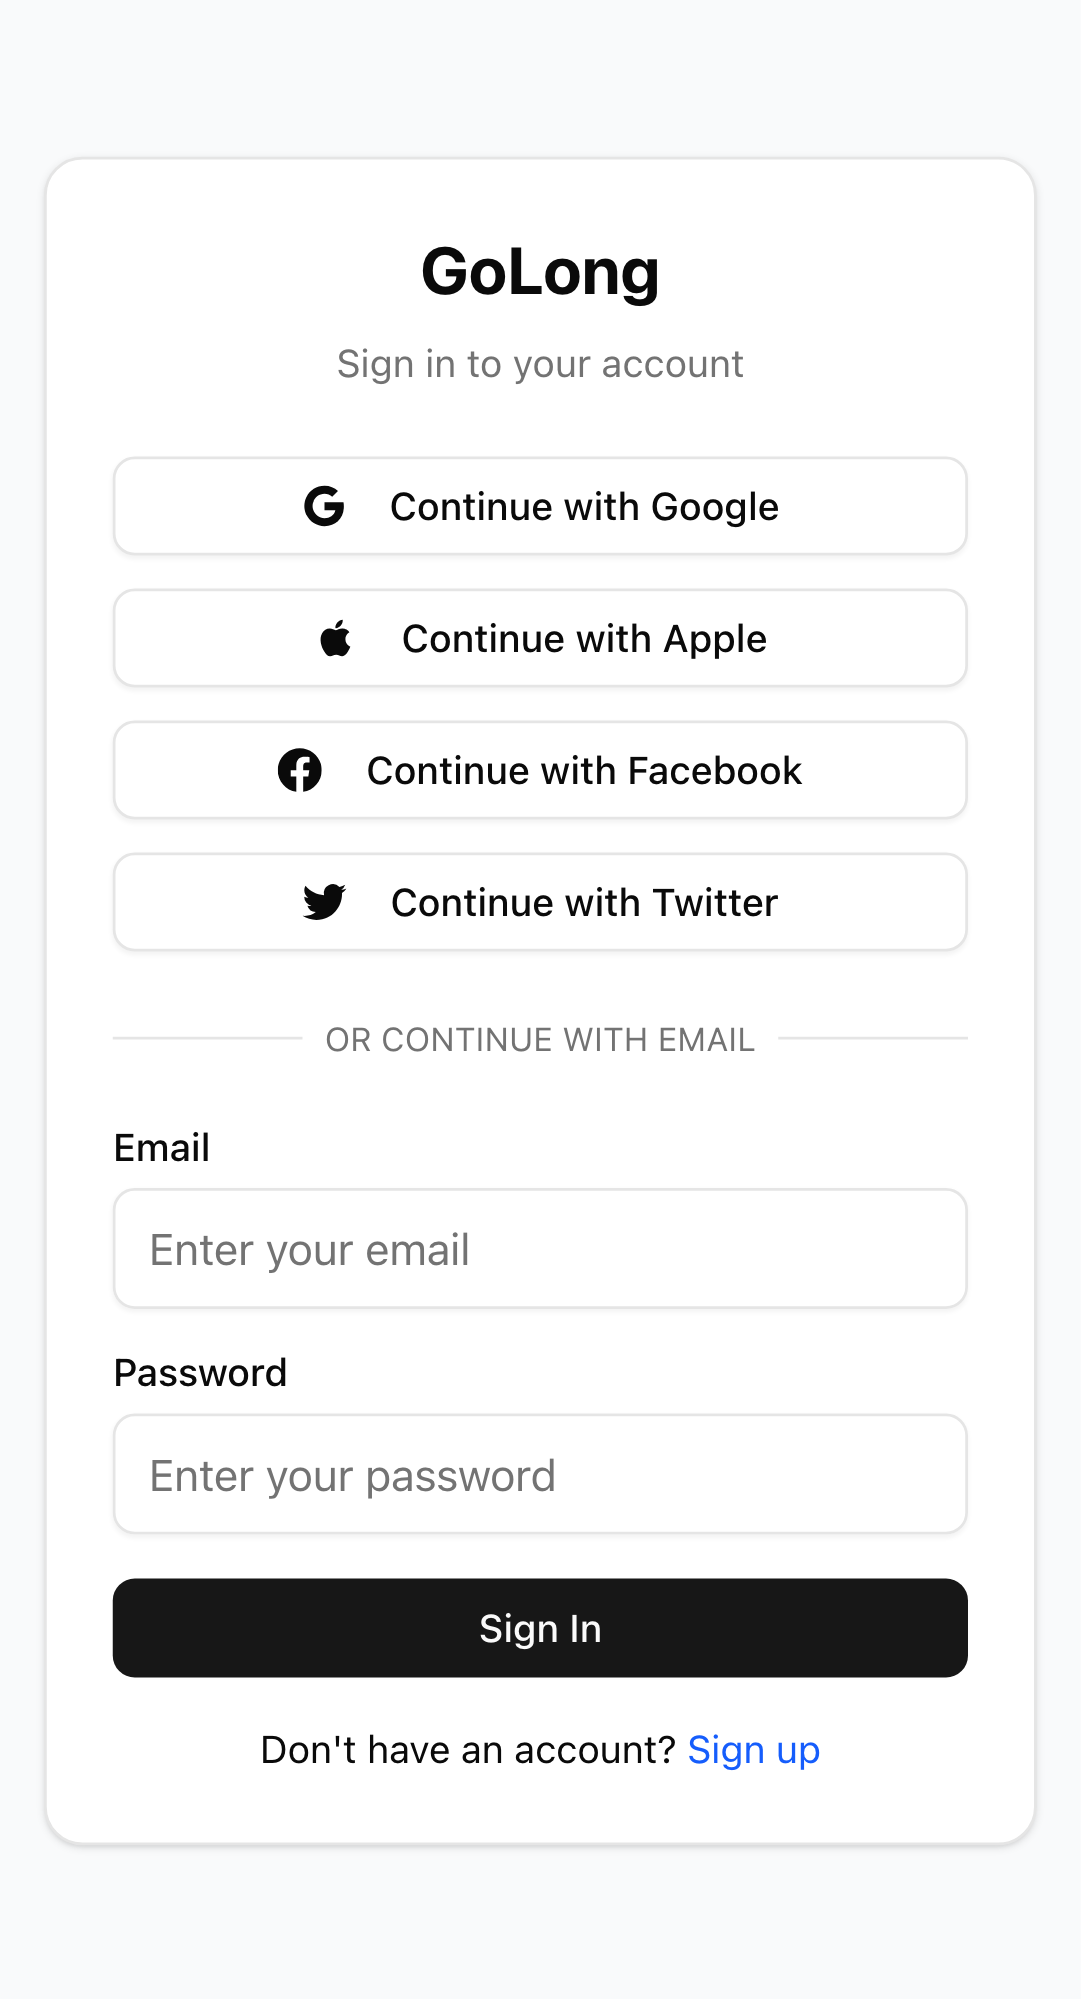 GoLong
Sign in to your account
Continue with Google
Continue with Apple
Continue with Facebook
Continue with Twitter
OR CONTINUE WITH EMAIL
Email
Enter your email
Password
Enter your password
Sign In
Don't have an account? Sign up